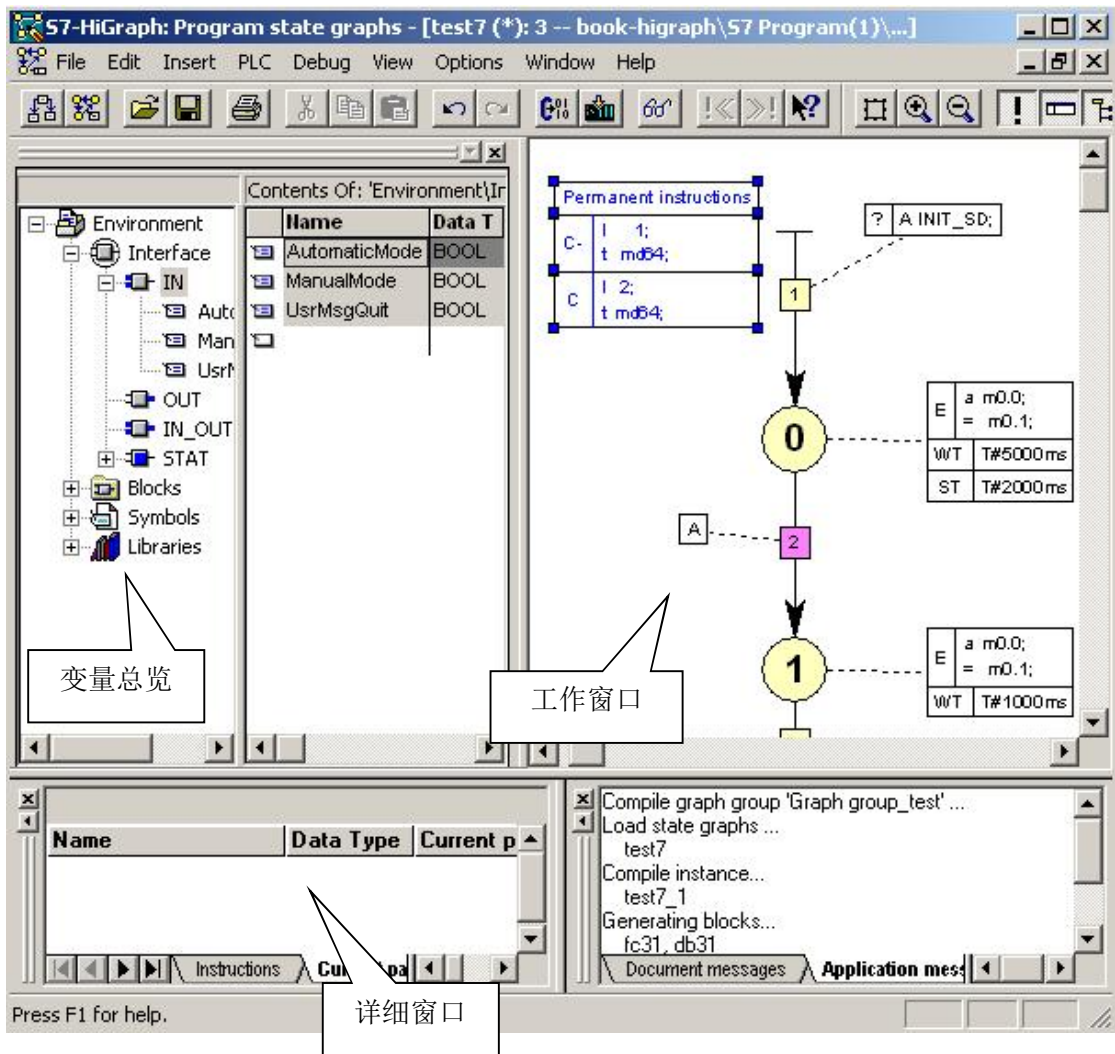 S7-HiGraph: Program state graphs - [test7 (*): 3 -- book-higraph\S7 Program(1)\...]
File Edit Insert PLC Debug View Options Window Help
Contents Of: 'Environment\Ir
Name Data T
AutomaticMode BOOL
ManualMode BOOL
UsrMsgQuit BOOL
Environment
Interface
IN
Auto
Man
UsrM
OUT
IN_OUT
STAT
Blocks
Symbols
Libraries
变量总览
Permanent instructions
C- l 1;
t md64;
C l 2;
t md64;
? A INIT_SD;
1
0
E a m0.0;
= m0.1;
WT T#5000ms
ST T#2000ms
A
2
1
E a m0.0;
= m0.1;
WT T#1000ms
工作窗口
Name Data Type Current p
Instructions
详细窗口
Compile graph group 'Graph group_test' ...
Load state graphs ...
test7
Compile instance...
test7_1
Generating blocks...
fc31, db31
Document messages Application mess
Press F1 for help.